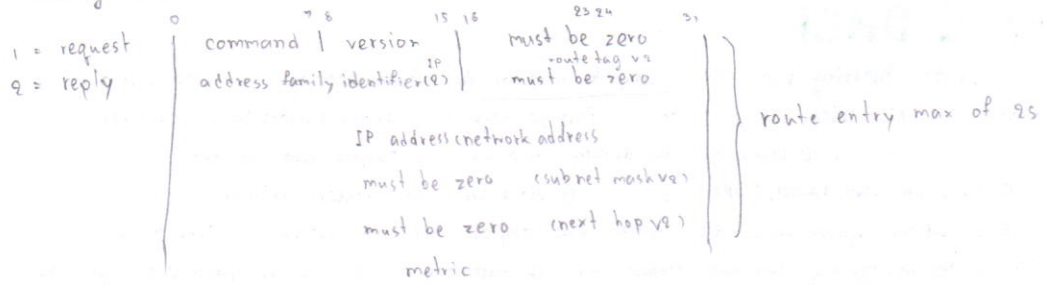 0 7 8 15 16 23 24 31
1 = request command | version must be zero
IP route tag v2
2 = reply address family identifier(2) must be zero
route entry max of 25
IP address (network address
must be zero (subnet mask v2)
must be zero (next hop v2)
metric